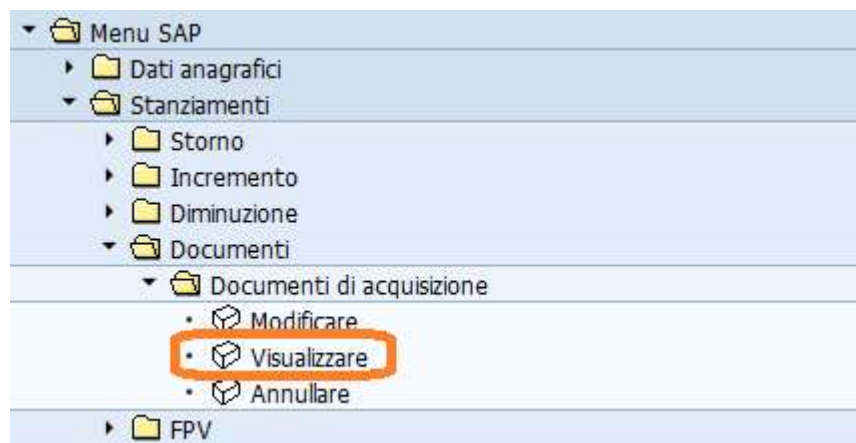 Menu SAP
Dati anagrafici
Stanziamenti
Storno
Incremento
Diminuzione
Documenti
Documenti di acquisizione
Modificare
Visualizzare
Annullare
FPV